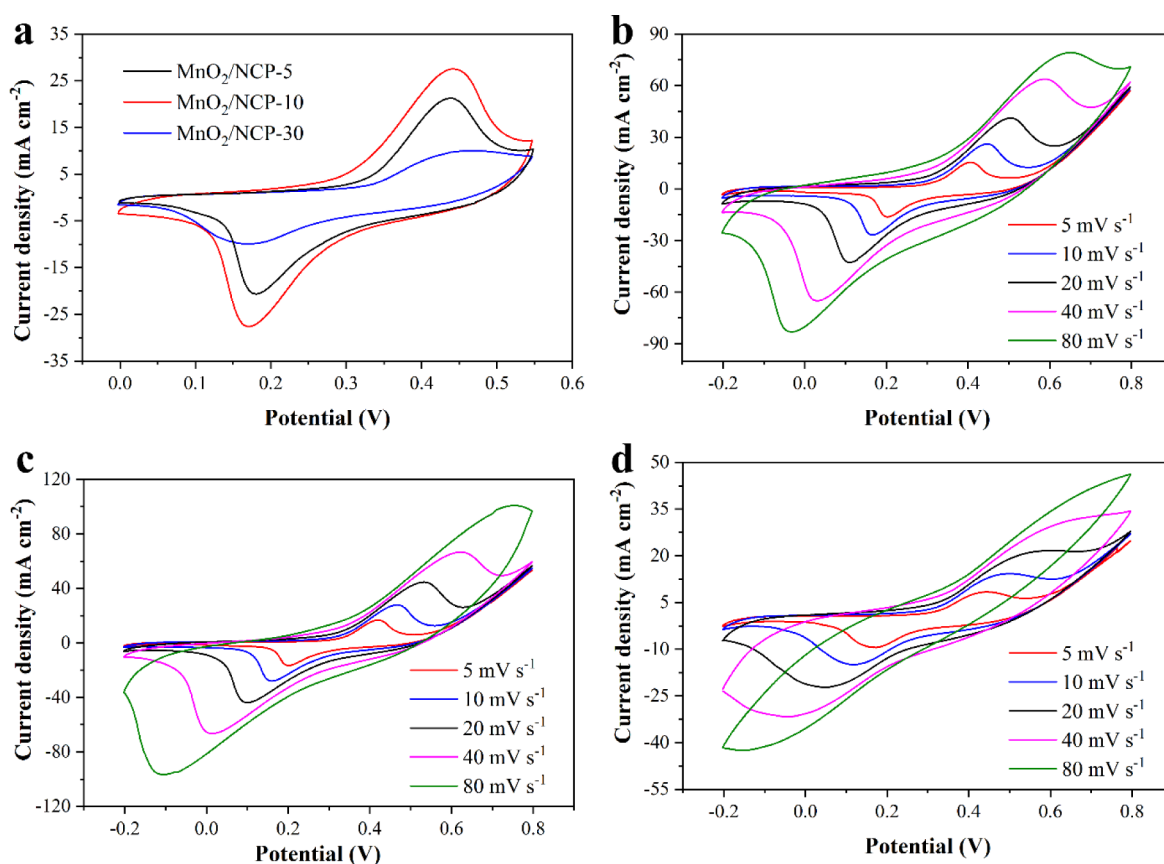 a
35
25
15
5
-5
-15
-25
-35
Current density (mA cm-2)
MnO2/NCP-5
MnO2/NCP-10
MnO2/NCP-30
0.0 0.1 0.2 0.3 0.4 0.5 0.6
Potential (V)
b
90
60
30
0
-30
-60
-90
Current density (mA cm-2)
5 mV s-1
10 mV s-1
20 mV s-1
40 mV s-1
80 mV s-1
-0.2 0.0 0.2 0.4 0.6 0.8
Potential (V)
c
120
80
40
0
-40
-80
-120
Current density (mA cm-2)
5 mV s-1
10 mV s-1
20 mV s-1
40 mV s-1
80 mV s-1
-0.2 0.0 0.2 0.4 0.6 0.8
Potential (V)
d
50
35
20
5
-10
-25
-40
-55
Current density (mA cm-2)
5 mV s-1
10 mV s-1
20 mV s-1
40 mV s-1
80 mV s-1
-0.2 0.0 0.2 0.4 0.6 0.8
Potential (V)